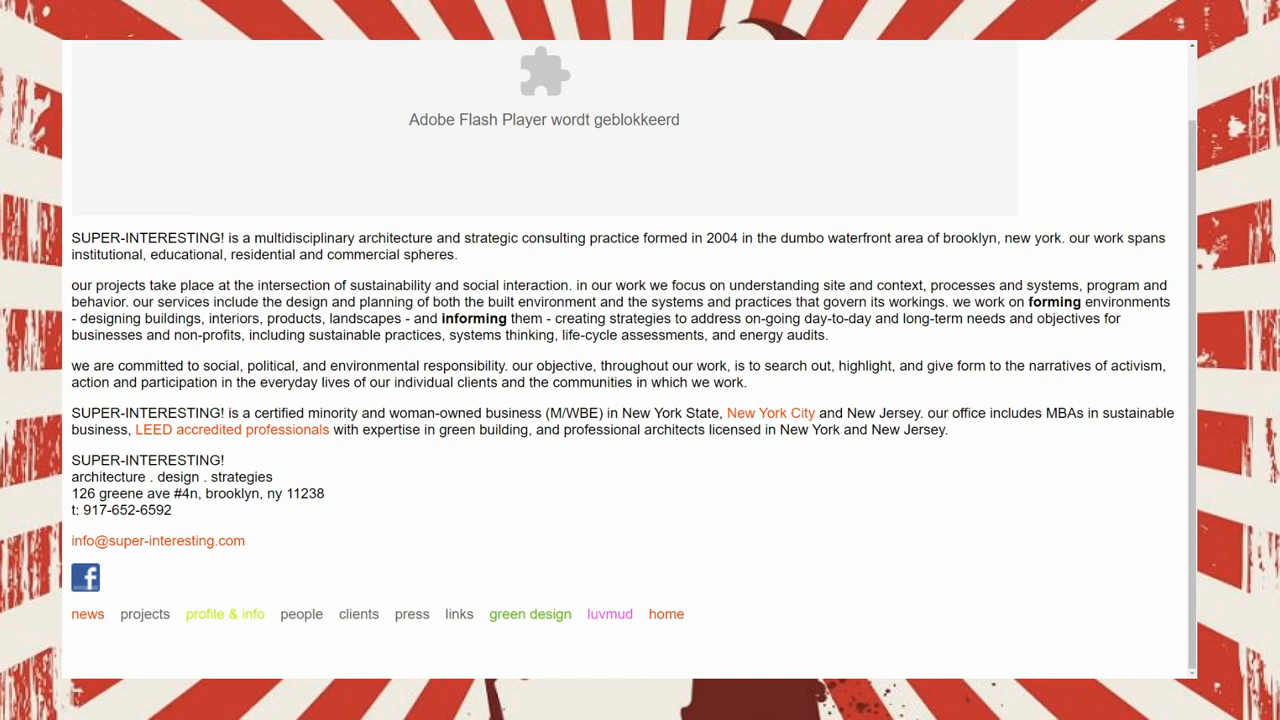 Adobe Flash Player wordt geblokkeerd
SUPER-INTERESTING! is a multidisciplinary architecture and strategic consulting practice formed in 2004 in the dumbo waterfront area of brooklyn, new york. our work spans
institutional, educational, residential and commercial spheres.
our projects take place at the intersection of sustainability and social interaction. in our work we focus on understanding site and context, processes and systems, program and
behavior. our services include the design and planning of both the built environment and the systems and practices that govern its workings. we work on forming environments
- designing buildings, interiors, products, landscapes - and informing them - creating strategies to address on-going day-to-day and long-term needs and objectives for
businesses and non-profits, including sustainable practices, systems thinking, life-cycle assessments, and energy audits.
we are committed to social, political, and environmental responsibility. our objective, throughout our work, is to search out, highlight, and give form to the narratives of activism,
action and participation in the everyday lives of our individual clients and the communities in which we work.
SUPER-INTERESTING! is a certified minority and woman-owned business (M/WBE) in New York State, New York City and New Jersey. our office includes MBAs in sustainable
business, LEED accredited professionals with expertise in green building, and professional architects licensed in New York and New Jersey.
SUPER-INTERESTING!
architecture . design . strategies
126 greene ave #4n, brooklyn, ny 11238
t: 917-652-6592
info@super-interesting.com
f
news projects profile & info people clients press links green design luvmud home